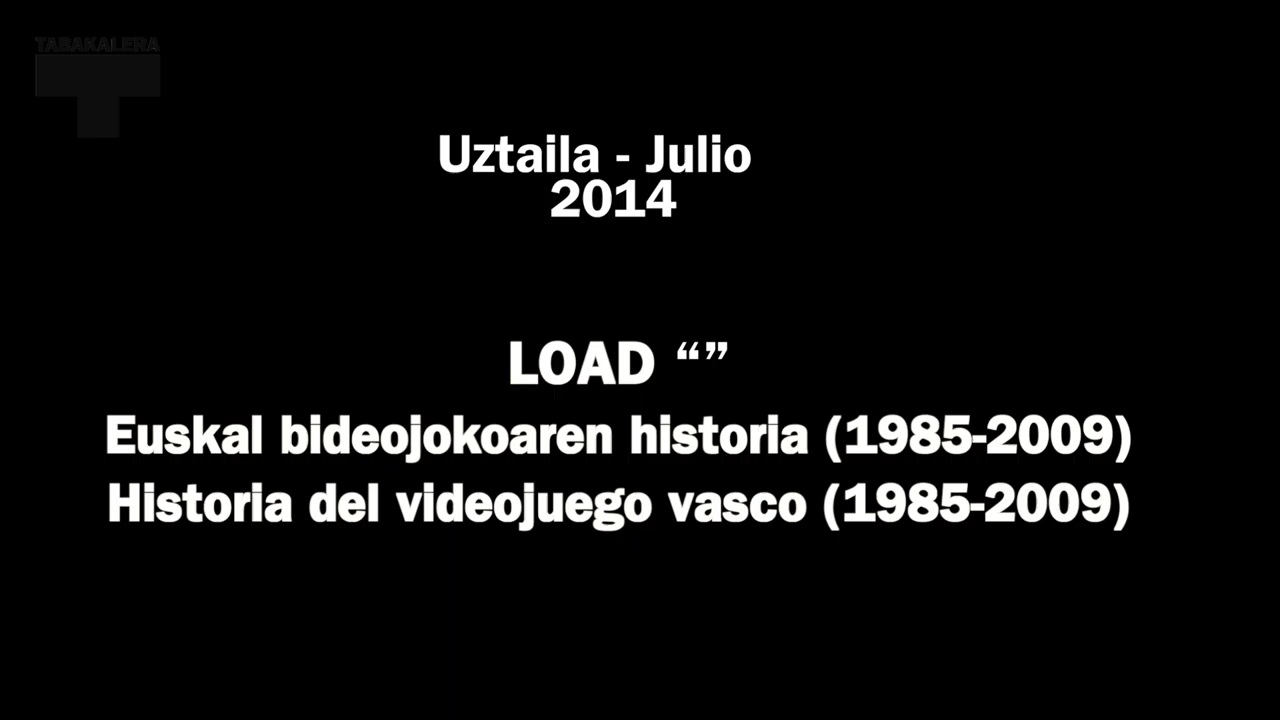 TABAKALERA
Uztaila - Julio
2014
LOAD “”
Euskal bideojokoaren historia (1985-2009)
Historia del videojuego vasco (1985-2009)